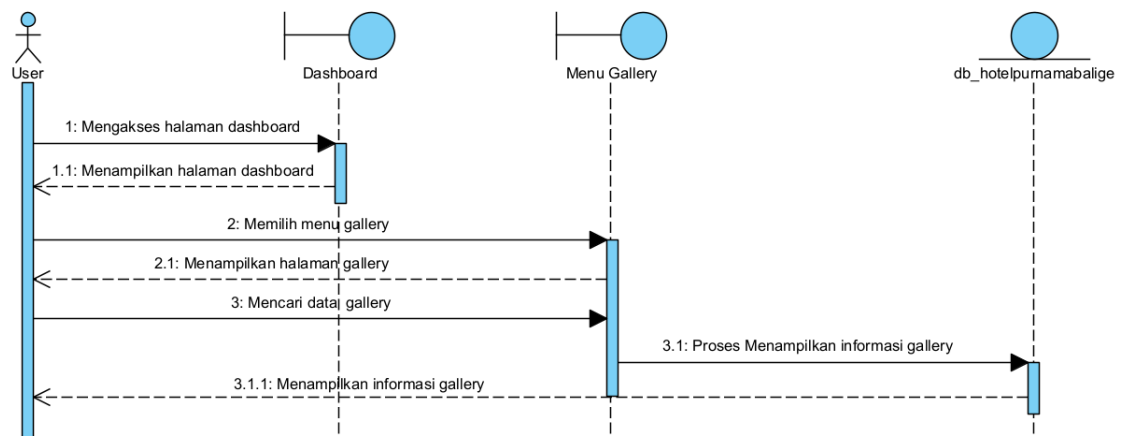 User
Dashboard
Menu Gallery
db_hotelpurnamabalige
1: Mengakses halaman dashboard
1.1: Menampilkan halaman dashboard
2: Memilih menu gallery
2.1: Menampilkan halaman gallery
3: Mencari data gallery
3.1: Proses Menampilkan informasi gallery
3.1.1: Menampilkan informasi gallery